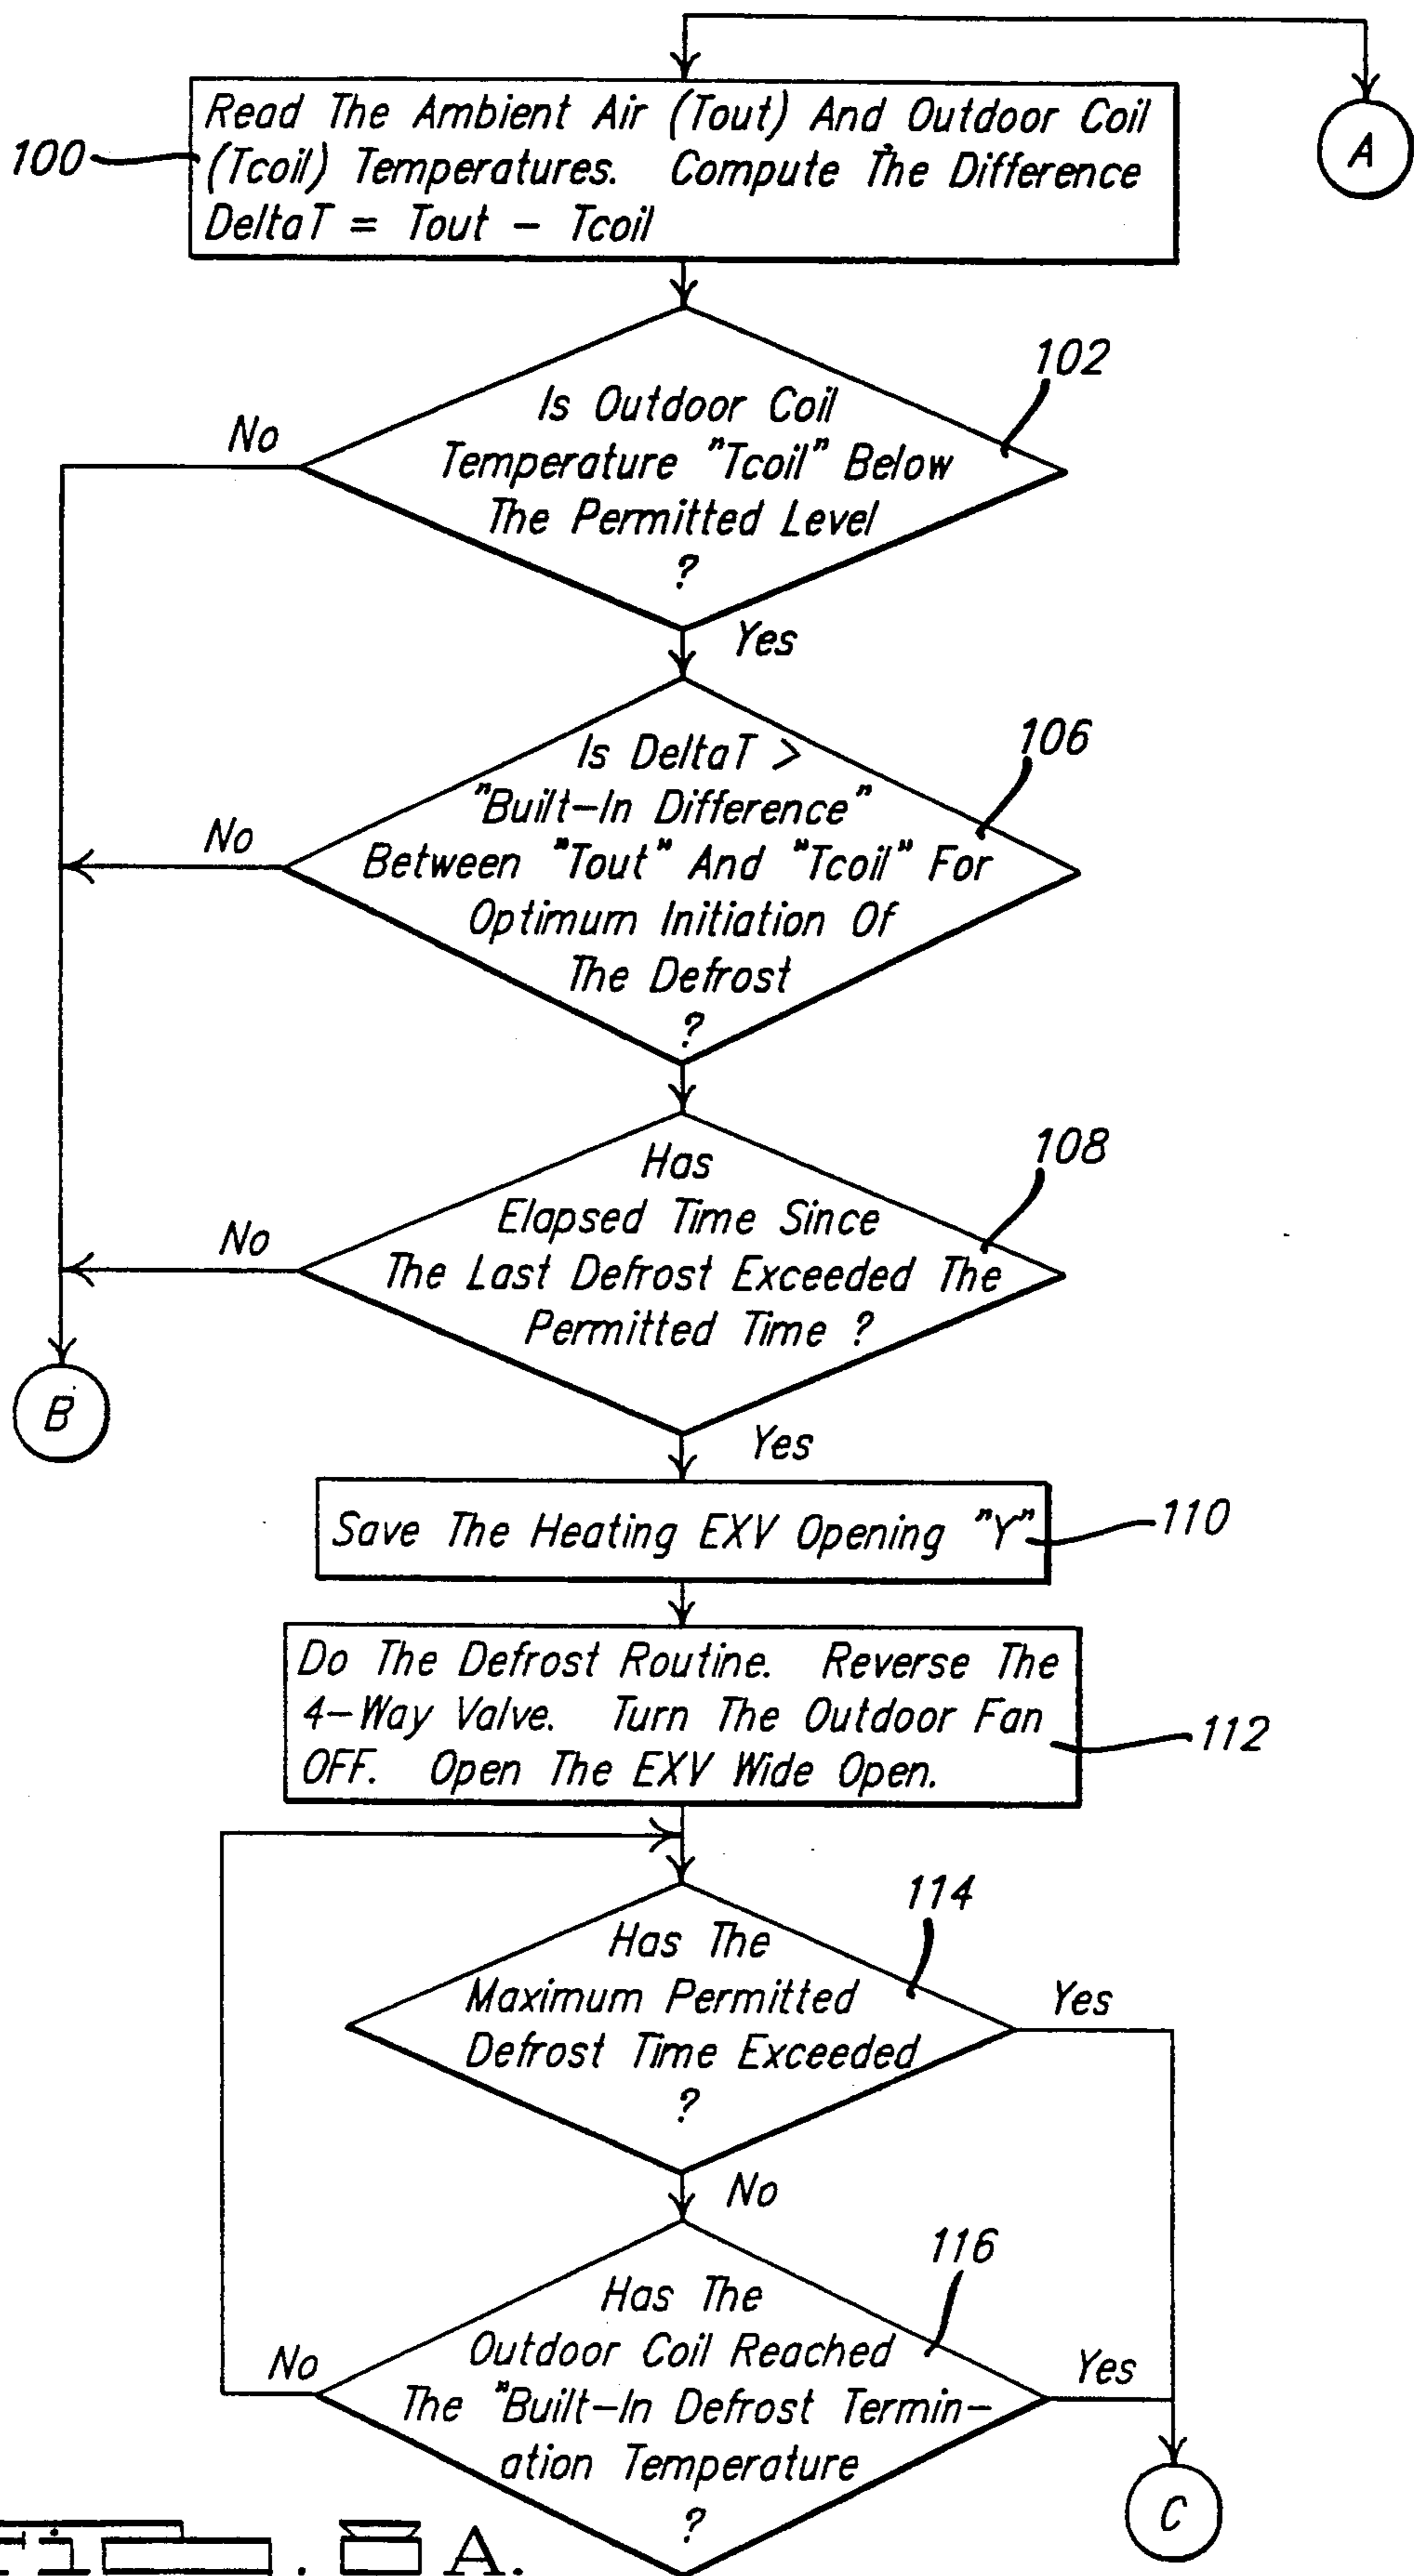 A
100
Read The Ambient Air (Tout) And Outdoor Coil
(Tcoil) Temperatures. Compute The Difference
DeltaT = Tout - Tcoil
102
Is Outdoor Coil
Temperature "Tcoil" Below
The Permitted Level
?
No
Yes
106
Is DeltaT >
"Built-In Difference"
Between "Tout" And "Tcoil" For
Optimum Initiation Of
The Defrost
?
No
108
Has
Elapsed Time Since
The Last Defrost Exceeded The
Permitted Time ?
No
B
Yes
Save The Heating EXV Opening "Y"
110
Do The Defrost Routine. Reverse The
4-Way Valve. Turn The Outdoor Fan
OFF. Open The EXV Wide Open.
112
114
Has The
Maximum Permitted
Defrost Time Exceeded
?
Yes
No
116
Has The
Outdoor Coil Reached
The "Built-In Defrost Termin-
ation Temperature
?
No
Yes
C
A.